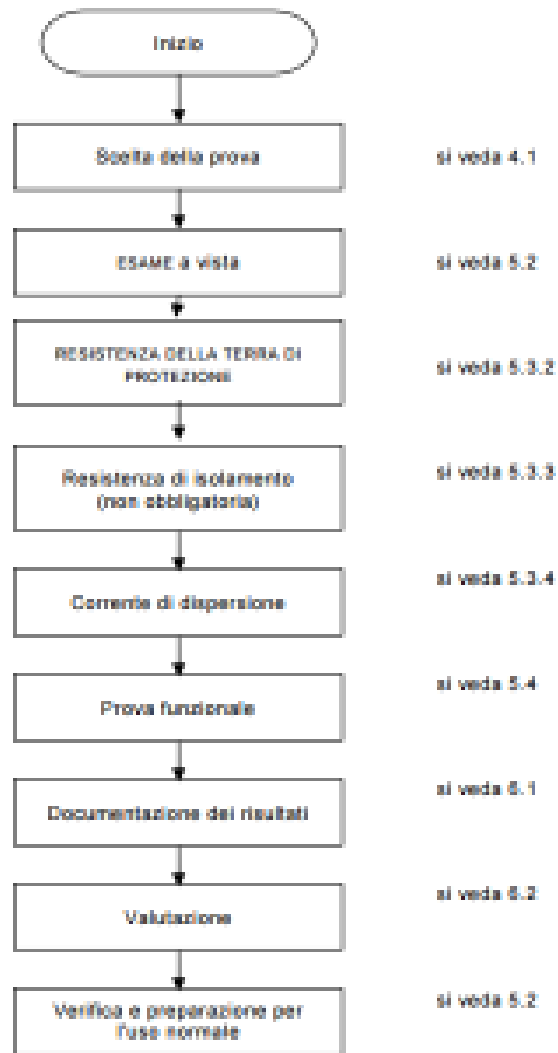 Inizio
Scelta della prova
si veda 4.1
ESAME a vista
si veda 5.2
RESISTENZA DELLA TERRA DI
PROTEZIONE
si veda 5.3.2
Resistenza di isolamento
(non obbligatoria)
si veda 5.3.3
Corrente di dispersione
si veda 5.3.4
Prova funzionale
si veda 5.4
Documentazione dei risultati
si veda 6.1
Valutazione
si veda 6.2
Verifica e preparazione per
l'uso normale
si veda 5.2